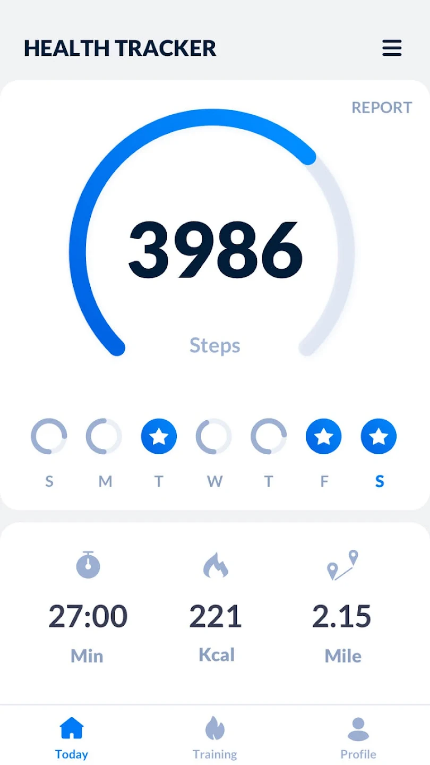 HEALTH TRACKER
REPORT
3986
Steps
S M T W T F S
27:00 221 2.15
Min Kcal Mile
Today Training Profile